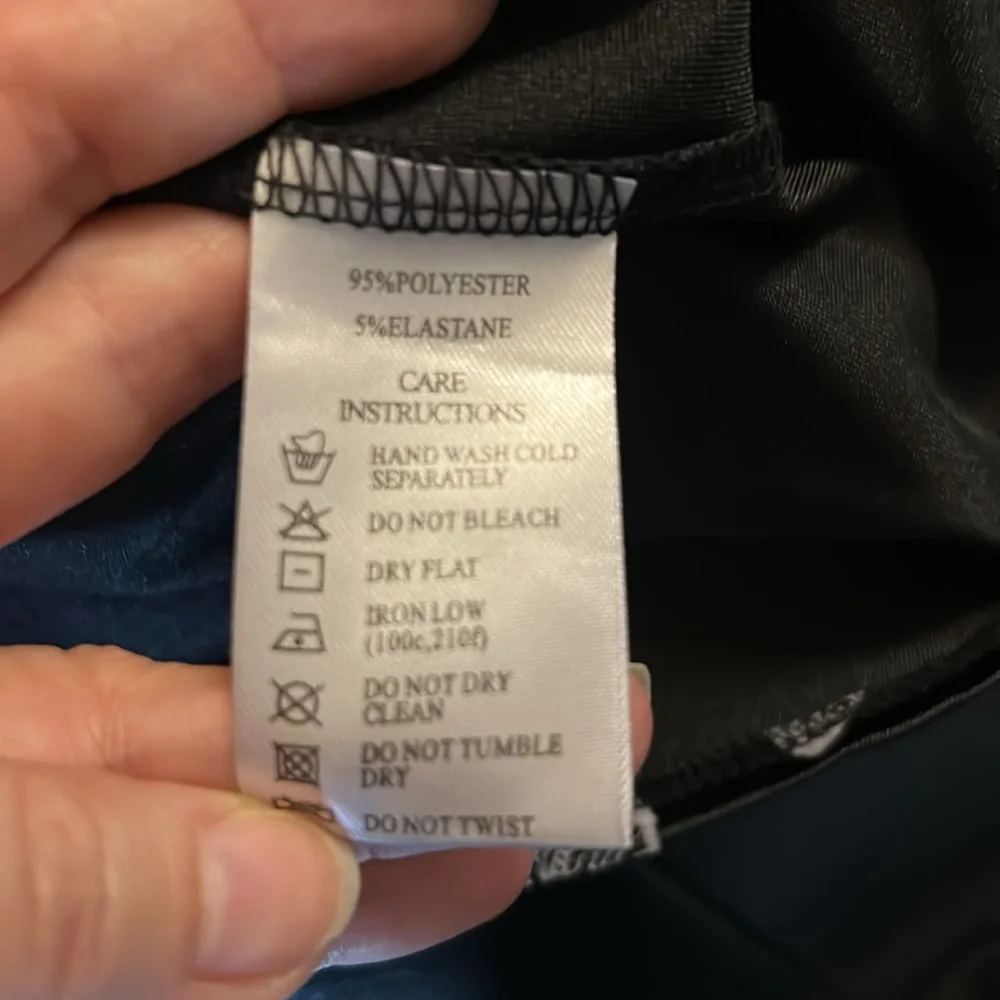 95%POLYESTER
5%ELASTANE
CARE
INSTRUCTIONS
HAND WASH COLD
SEPARATELY
DO NOT BLEACH
DRY FLAT
IRON LOW
(100c,210f)
DO NOT DRY
CLEAN
DO NOT TUMBLE
DRY
DO NOT TWIST